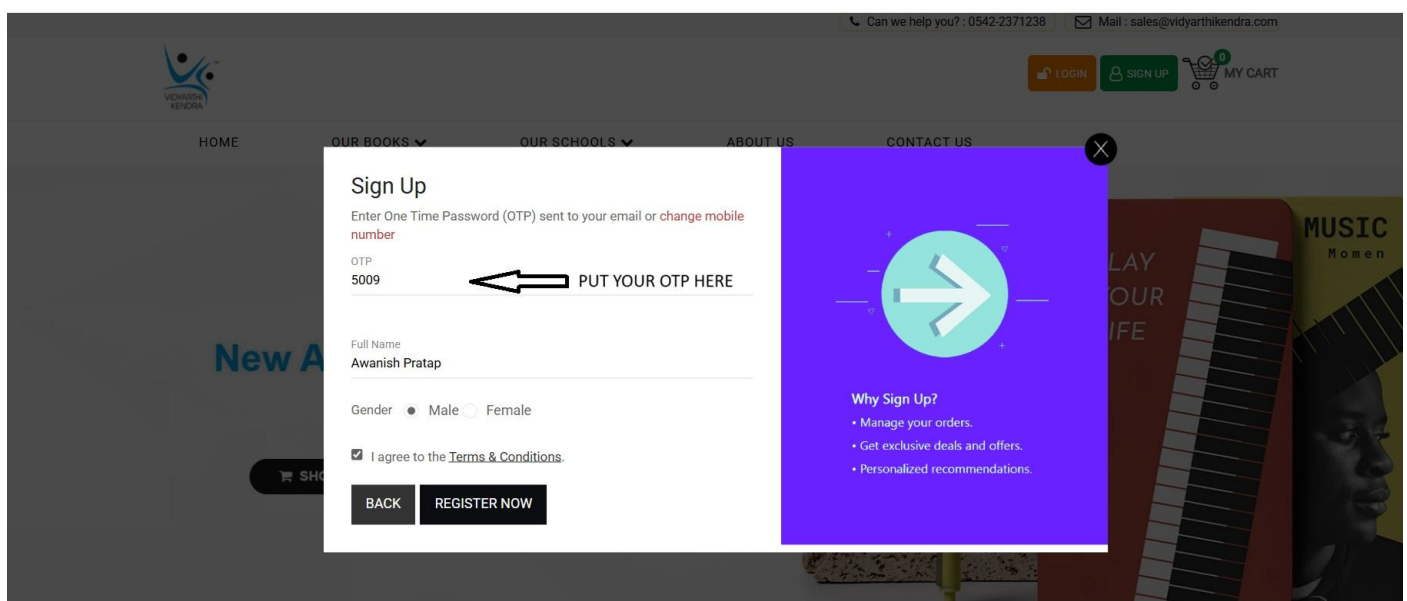 Can we help you? : 0542-2371238
Mail : sales@vidyarthikendra.com
VIDYARTHI
KENDRA
LOGIN
SIGN UP
0
MY CART
HOME
OUR BOOKS
OUR SCHOOLS
ABOUT US
CONTACT US
Sign Up
Enter One Time Password (OTP) sent to your email or change mobile
number
OTP
5009
PUT YOUR OTP HERE
Full Name
Awanish Pratap
Gender Male Female
I agree to the Terms & Conditions.
BACK
REGISTER NOW
Why Sign Up?
• Manage your orders.
• Get exclusive deals and offers.
• Personalized recommendations.
New A
SHO
LAY
OUR
IFE
MUSIC
Momen